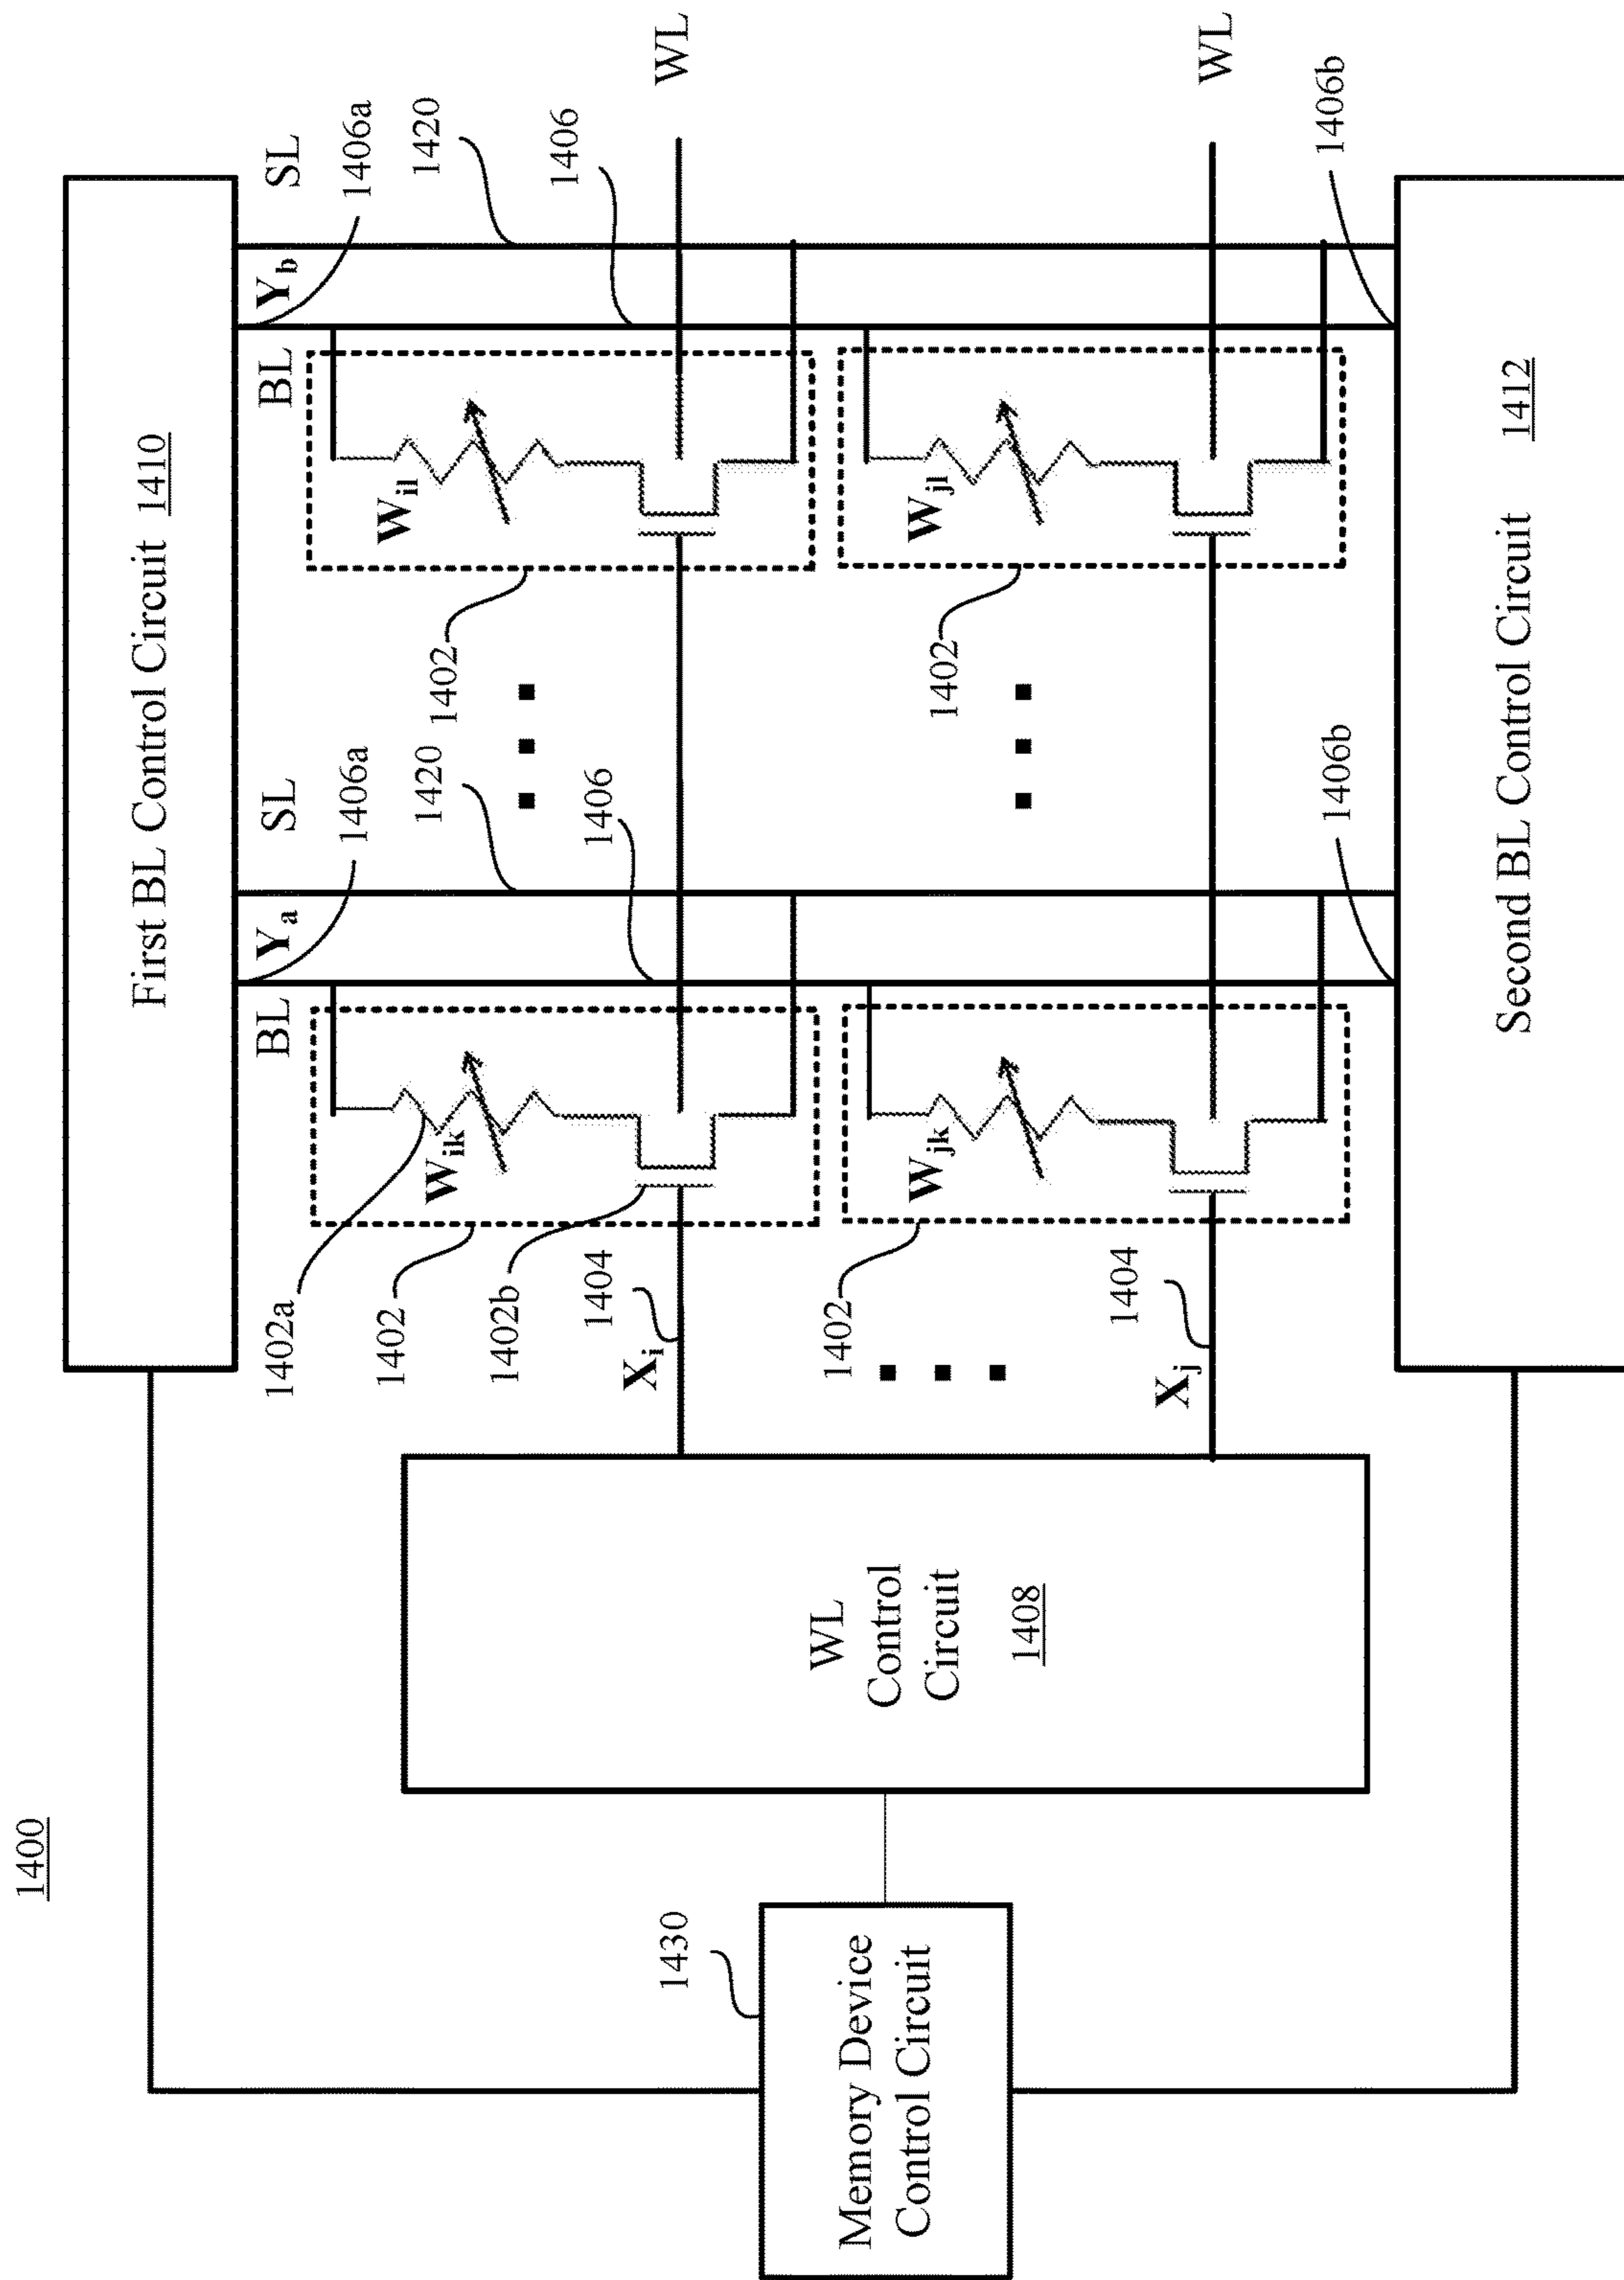 1400
First BL Control Circuit 1410
BL
Y_a
SL
BL
Y_b
SL
1406a
1406a
1420
1420
1406
1406
1402a
W_ik
W_il
1402
1402
1402b
1404
X_i
WL
1402
1402
W_jk
W_jl
1404
X_j
WL
1406b
1406b
WL
Control
Circuit
1408
1430
Memory Device
Control Circuit
Second BL Control Circuit 1412